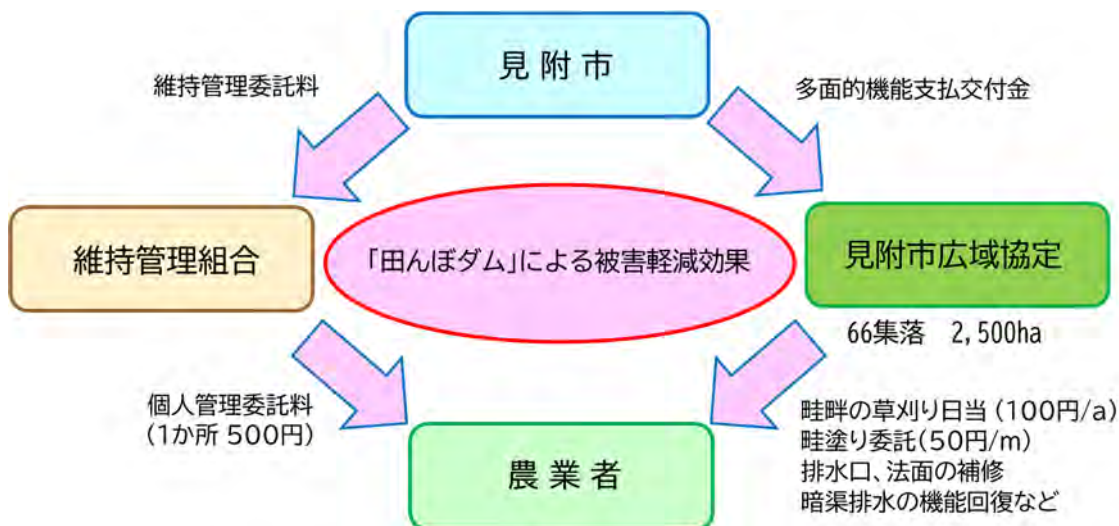 見附市
維持管理委託料
多面的機能支払交付金
維持管理組合
「田んぼダム」による被害軽減効果
見附市広域協定
66集落　2,500ha
個人管理委託料
(1か所 500円)
農業者
畦畔の草刈り日当 (100円/a)
畦塗り委託(50円/m)
排水口、法面の補修
暗渠排水の機能回復など